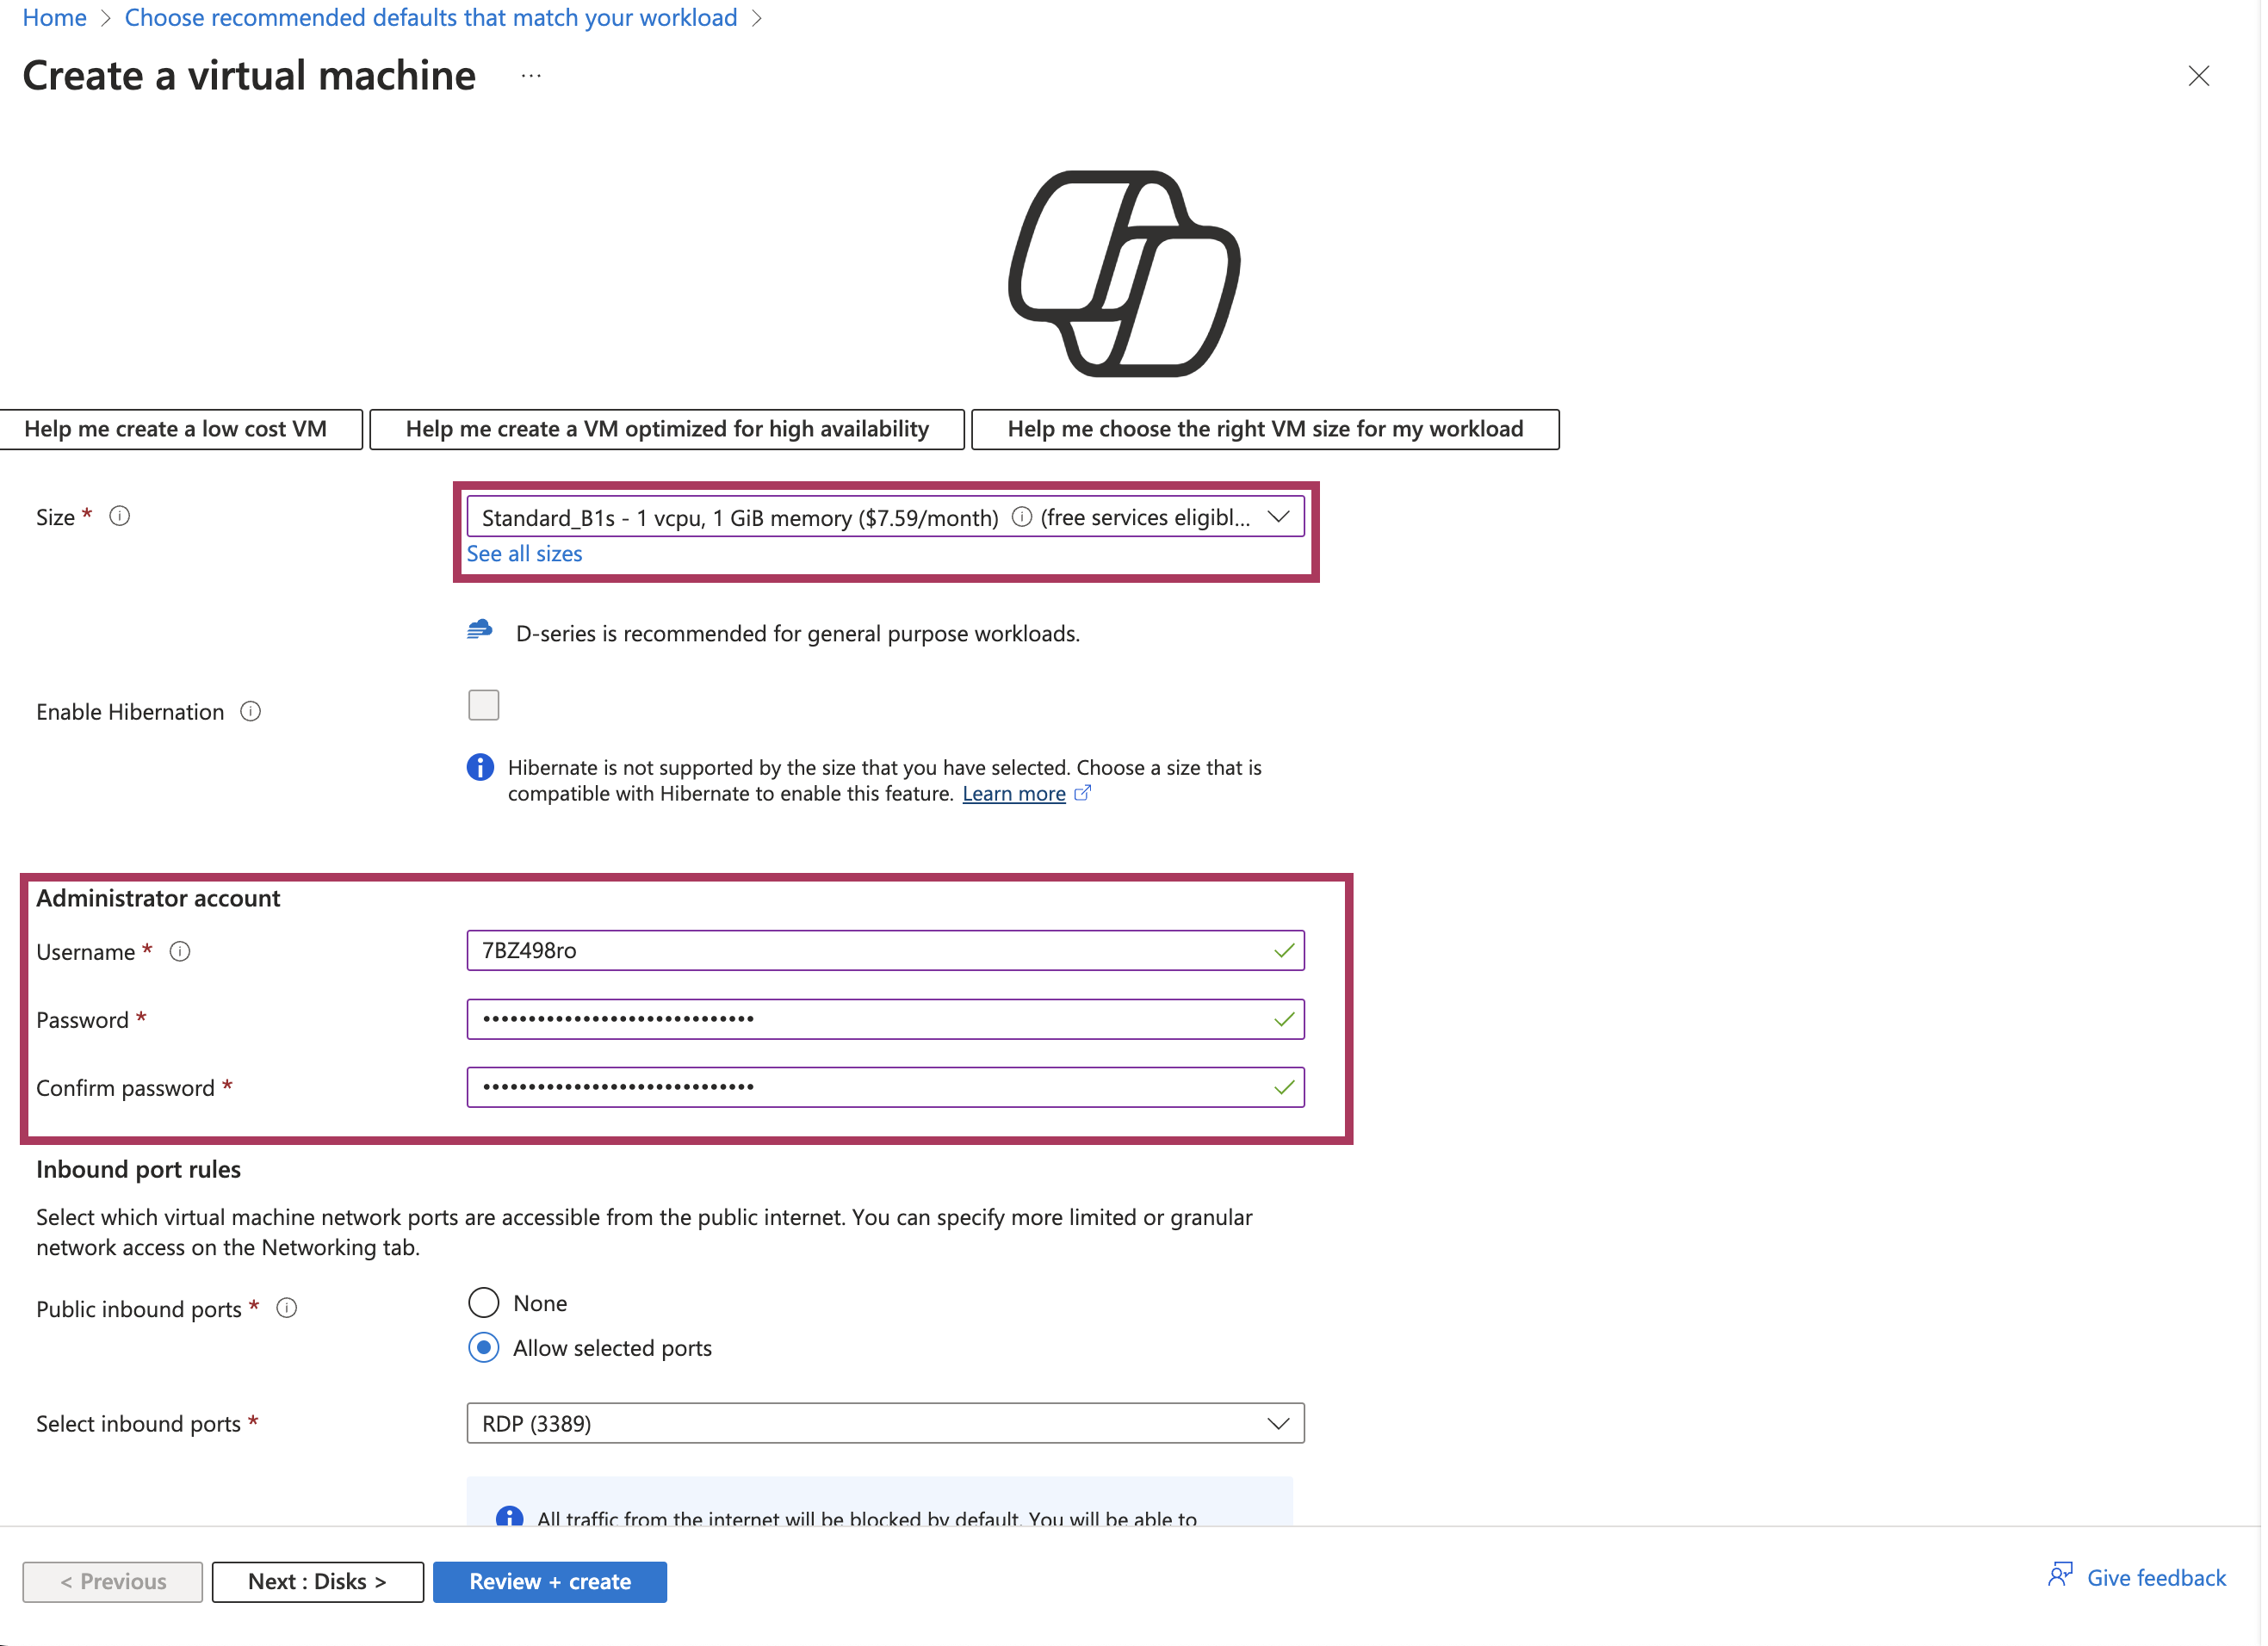 Home > Choose recommended defaults that match your workload >
Create a virtual machine ...
Help me create a low cost VM
Help me create a VM optimized for high availability
Help me choose the right VM size for my workload
Size *
Standard_B1s - 1 vcpu, 1 GiB memory ($7.59/month) (free services eligibl...
See all sizes
D-series is recommended for general purpose workloads.
Enable Hibernation
Hibernate is not supported by the size that you have selected. Choose a size that is
compatible with Hibernate to enable this feature. Learn more
Administrator account
Username *
7BZ498ro
Password *
••••••••••••••••••••••••••••••
Confirm password *
••••••••••••••••••••••••••••••
Inbound port rules
Select which virtual machine network ports are accessible from the public internet. You can specify more limited or granular
network access on the Networking tab.
Public inbound ports *
None
Allow selected ports
Select inbound ports *
RDP (3389)
All traffic from the internet will be blocked by default. You will be able to
< Previous
Next : Disks >
Review + create
Give feedback